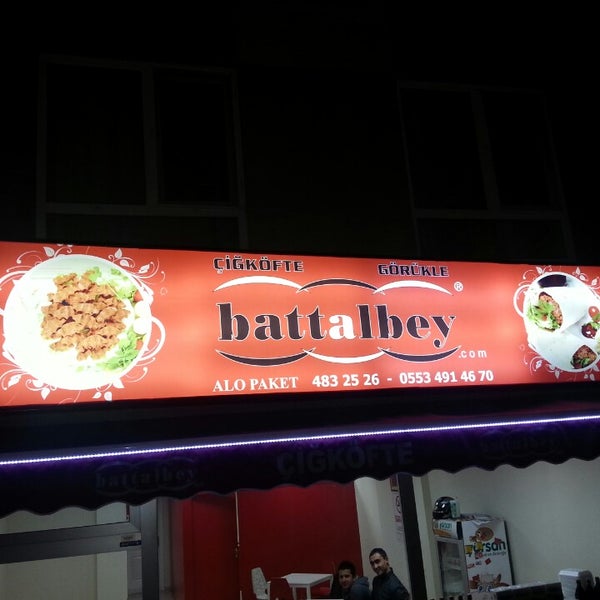 ÇİĞKÖFTE GÖRÜKLE
battalbey®
.com
ALO PAKET 483 25 26 - 0553 491 46 70
battalbey ÇİĞKÖFTE